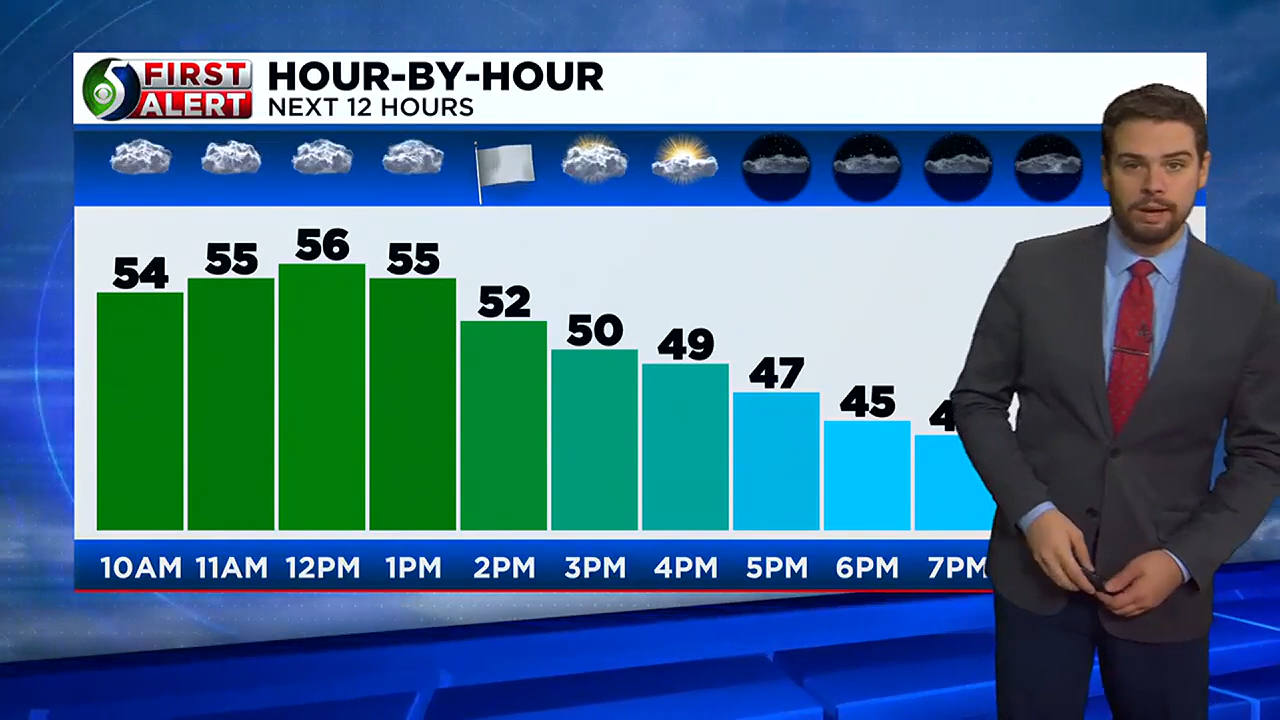 FIRST
ALERT
HOUR-BY-HOUR
NEXT 12 HOURS
54 55 56 55 52 50 49 47 45
10AM 11AM 12PM 1PM 2PM 3PM 4PM 5PM 6PM 7PM